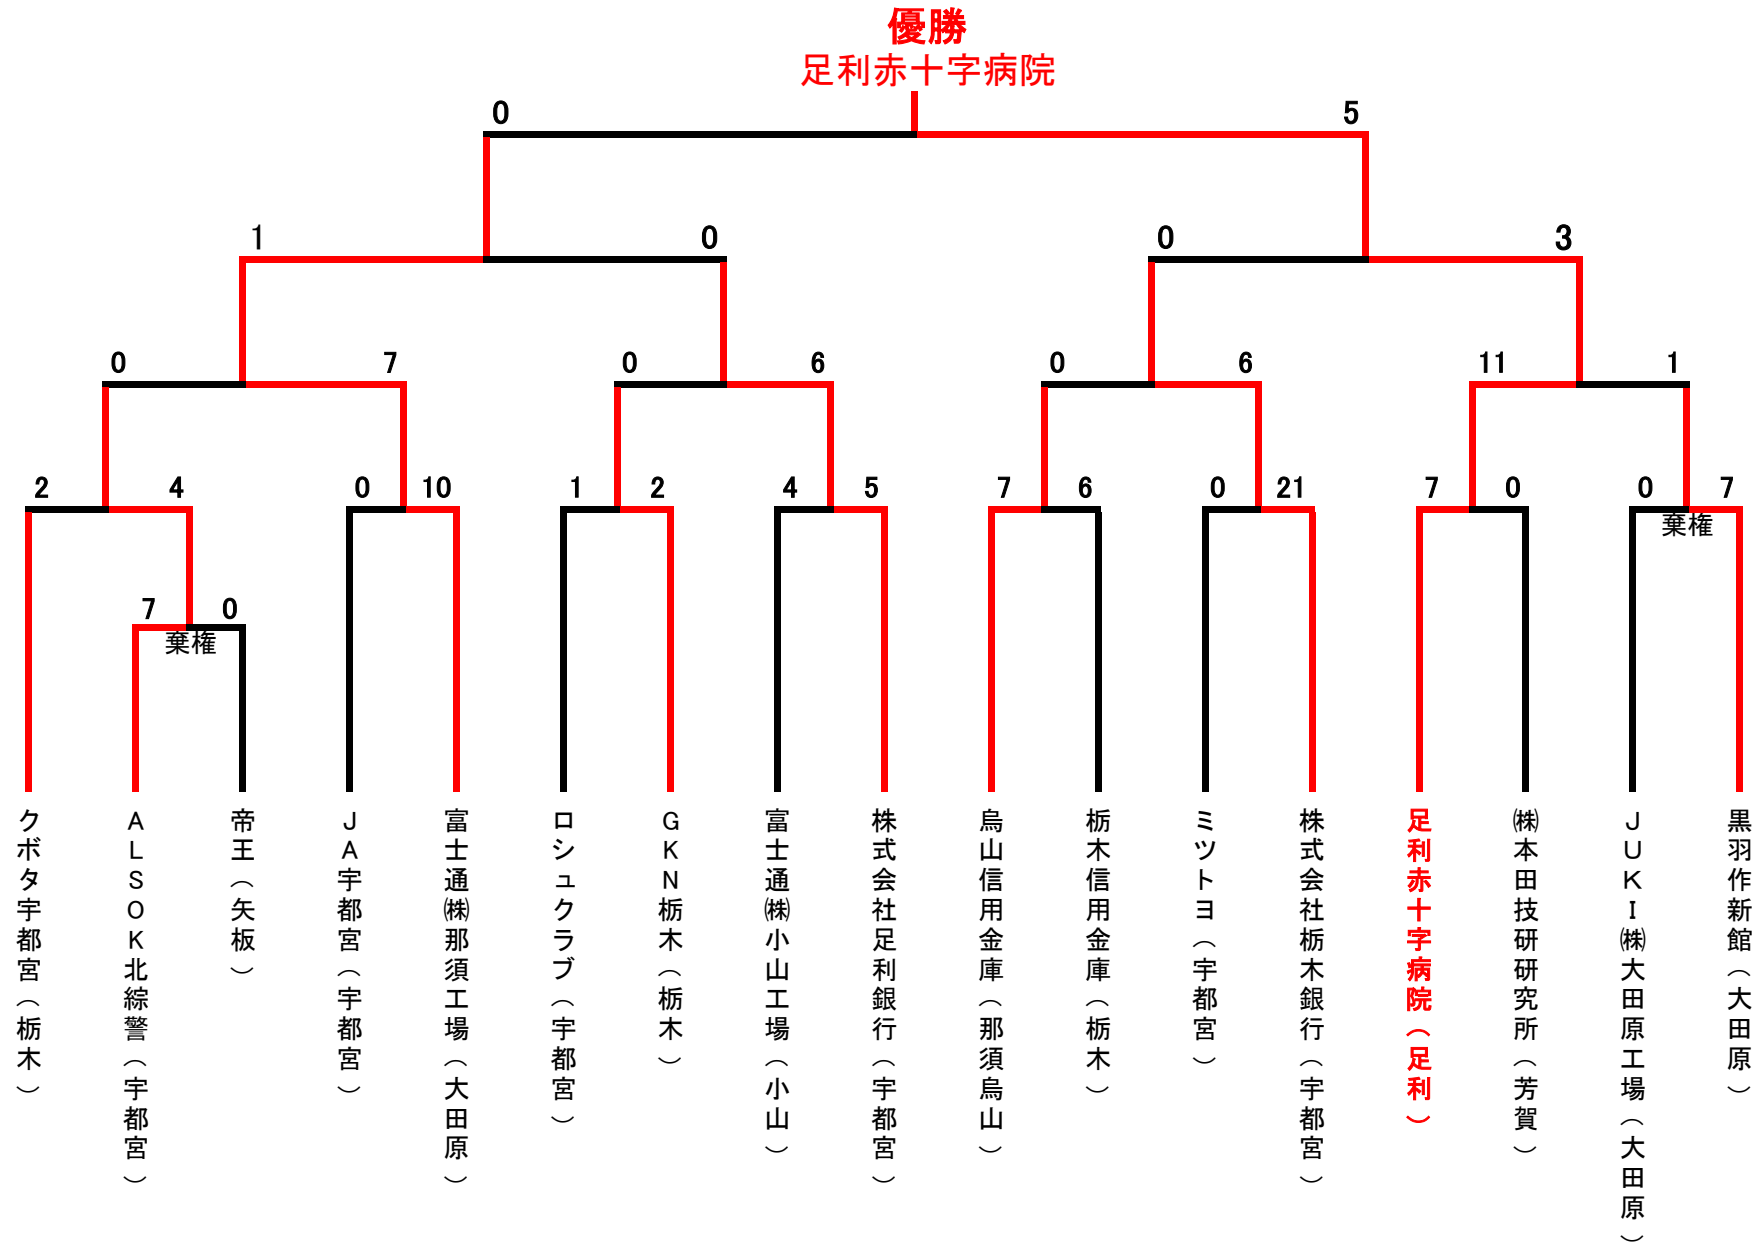 優勝
足利赤十字病院
0 5
1 0 0 3
0 7 0 6 0 6 11 1
2 4 0 10 1 2 4 5 7 6 0 21 7 0 0 7
棄権
7 0
棄権
クボタ宇都宮（栃木）
ALSOK北綜警（宇都宮）
帝王（矢板）
JA宇都宮（宇都宮）
富士通㈱那須工場（大田原）
ロシュクラブ（宇都宮）
GKN栃木（栃木）
富士通㈱小山工場（小山）
株式会社足利銀行（宇都宮）
烏山信用金庫（那須烏山）
栃木信用金庫（栃木）
ミツトヨ（宇都宮）
株式会社栃木銀行（宇都宮）
足利赤十字病院（足利）
㈱本田技研研究所（芳賀）
JUKI㈱大田原工場（大田原）
黒羽作新館（大田原）